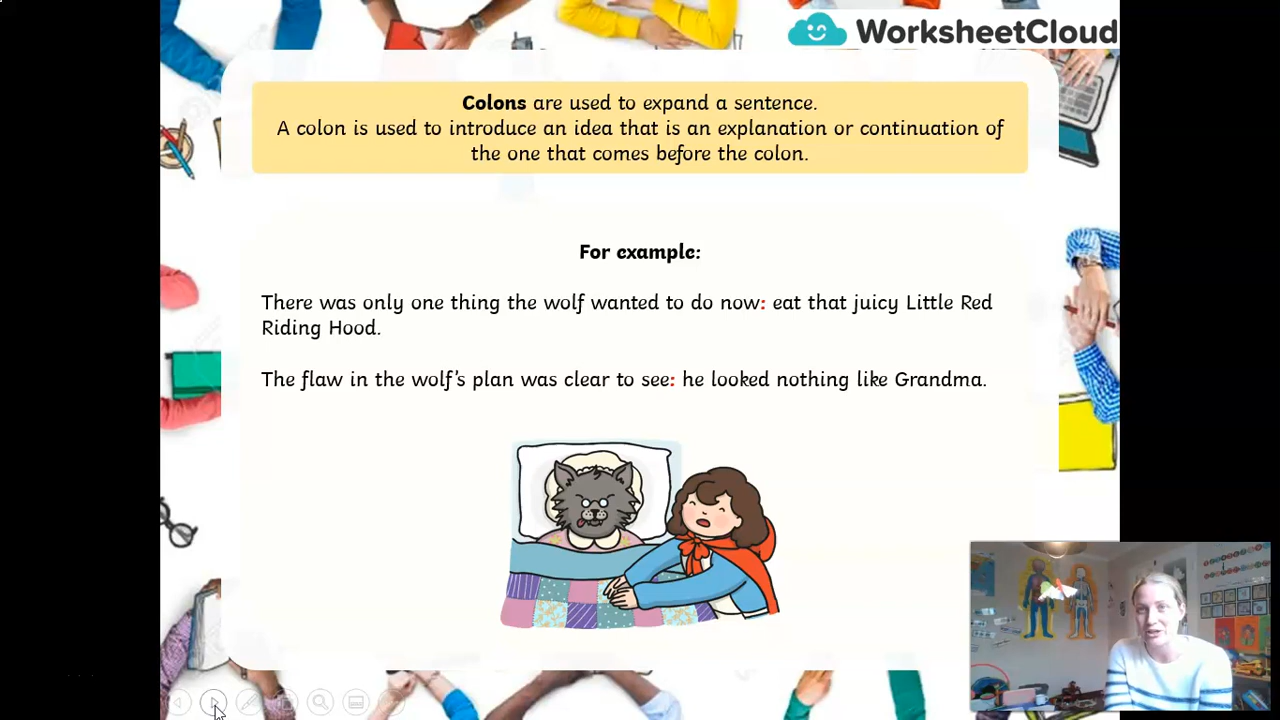 WorksheetCloud
Colons are used to expand a sentence.
A colon is used to introduce an idea that is an explanation or continuation of
the one that comes before the colon.
For example:
There was only one thing the wolf wanted to do now: eat that juicy Little Red
Riding Hood.
The flaw in the wolf's plan was clear to see: he looked nothing like Grandma.